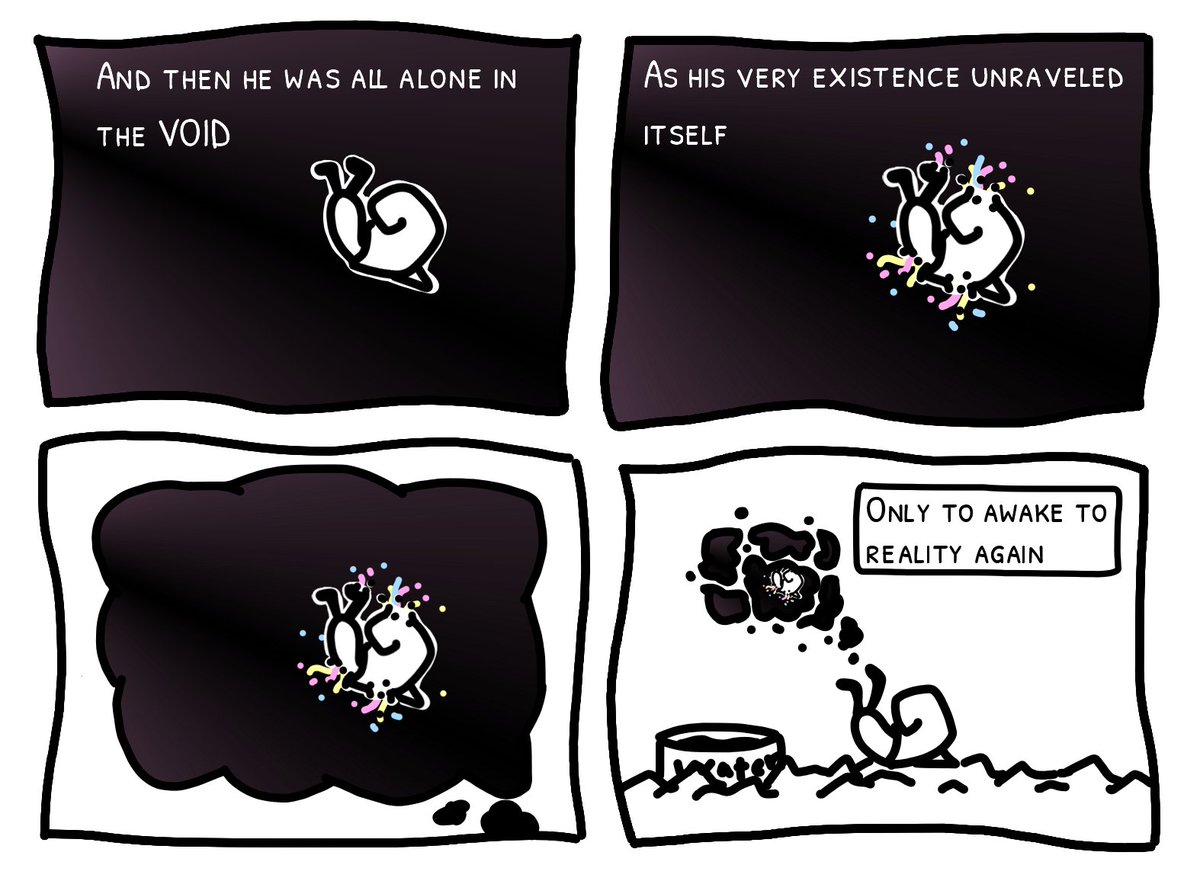 And then he was all alone in
the VOID
As his very existence unraveled
itself
Only to awake to
reality again